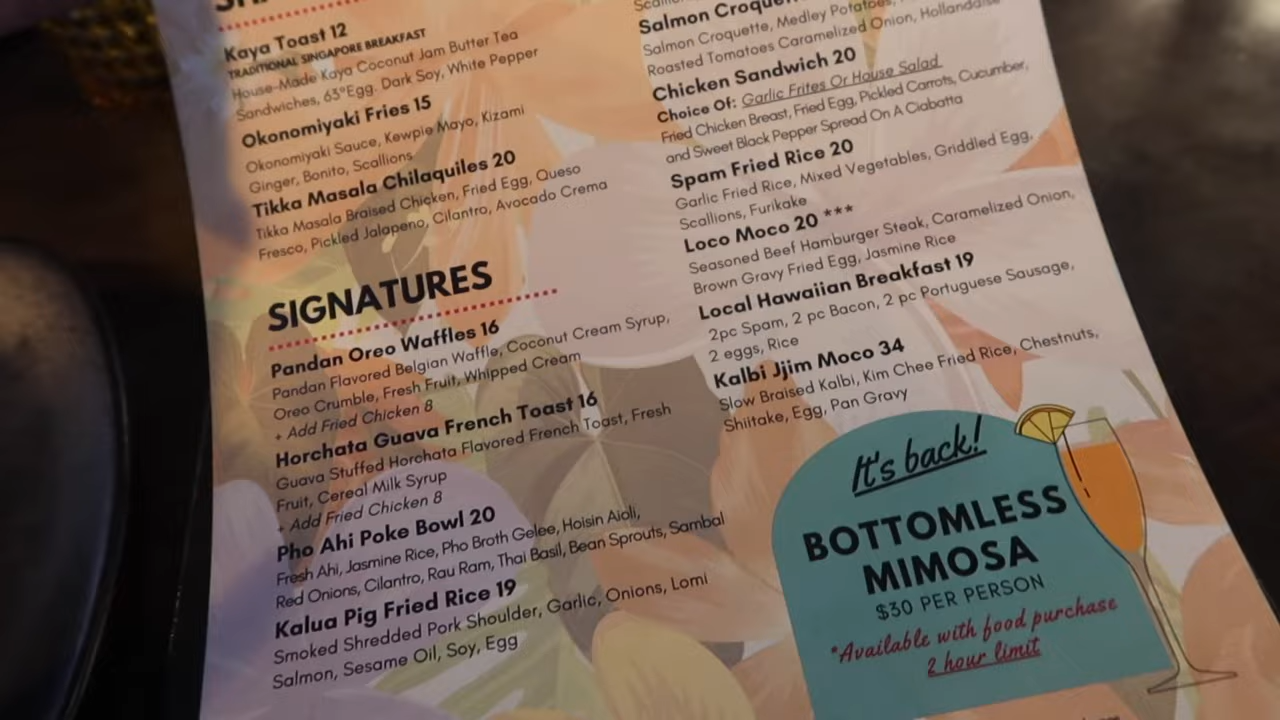 Kaya Toast 12
TRADITIONAL SINGAPORE BREAKFAST
House-Made Kaya Coconut Jam Butter Tea
Sandwiches, 63°Egg. Dark Soy, White Pepper
Okonomiyaki Fries 15
Okonomiyaki Sauce, Kewpie Mayo, Kizami
Ginger, Bonito, Scallions
Tikka Masala Chilaquiles 20
Tikka Masala Braised Chicken, Fried Egg, Queso
Fresco, Pickled Jalapeno, Cilantro, Avocado Crema
SIGNATURES
Pandan Oreo Waffles 16
Pandan Flavored Belgian Waffle, Coconut Cream Syrup,
Oreo Crumble, Fresh Fruit, Whipped Cream
+ Add Fried Chicken 8
Horchata Guava French Toast 16
Guava Stuffed Horchata Flavored French Toast, Fresh
Fruit, Cereal Milk Syrup
+ Add Fried Chicken 8
Pho Ahi Poke Bowl 20
Fresh Ahi, Jasmine Rice, Pho Broth Gelee, Hoisin Aioli,
Red Onions, Cilantro, Rau Ram, Thai Basil, Bean Sprouts, Sambal
Kalua Pig Fried Rice 19
Smoked Shredded Pork Shoulder, Garlic, Onions, Lomi
Salmon, Sesame Oil, Soy, Egg
Salmon
Salmon Croquette, Medley Potatoes,
Roasted Tomatoes Caramelized Onion, Hollandaise
Chicken Sandwich 20
Choice Of: Garlic Frites Or House Salad
Fried Chicken Breast, Fried Egg, Pickled Carrots, Cucumber,
and Sweet Black Pepper Spread On A Ciabatta
Spam Fried Rice 20
Garlic Fried Rice, Mixed Vegetables, Griddled Egg,
Scallions, Furikake
Loco Moco 20 ***
Seasoned Beef Hamburger Steak, Caramelized Onion,
Brown Gravy Fried Egg, Jasmine Rice
Local Hawaiian Breakfast 19
2pc Spam, 2 pc Bacon, 2 pc Portuguese Sausage,
2 eggs, Rice
Kalbi Jjim Moco 34
Slow Braised Kalbi, Kim Chee Fried Rice, Chestnuts,
Shiitake, Egg, Pan Gravy
It's back!
BOTTOMLESS
MIMOSA
$30 PER PERSON
*Available with food purchase
2 hour limit